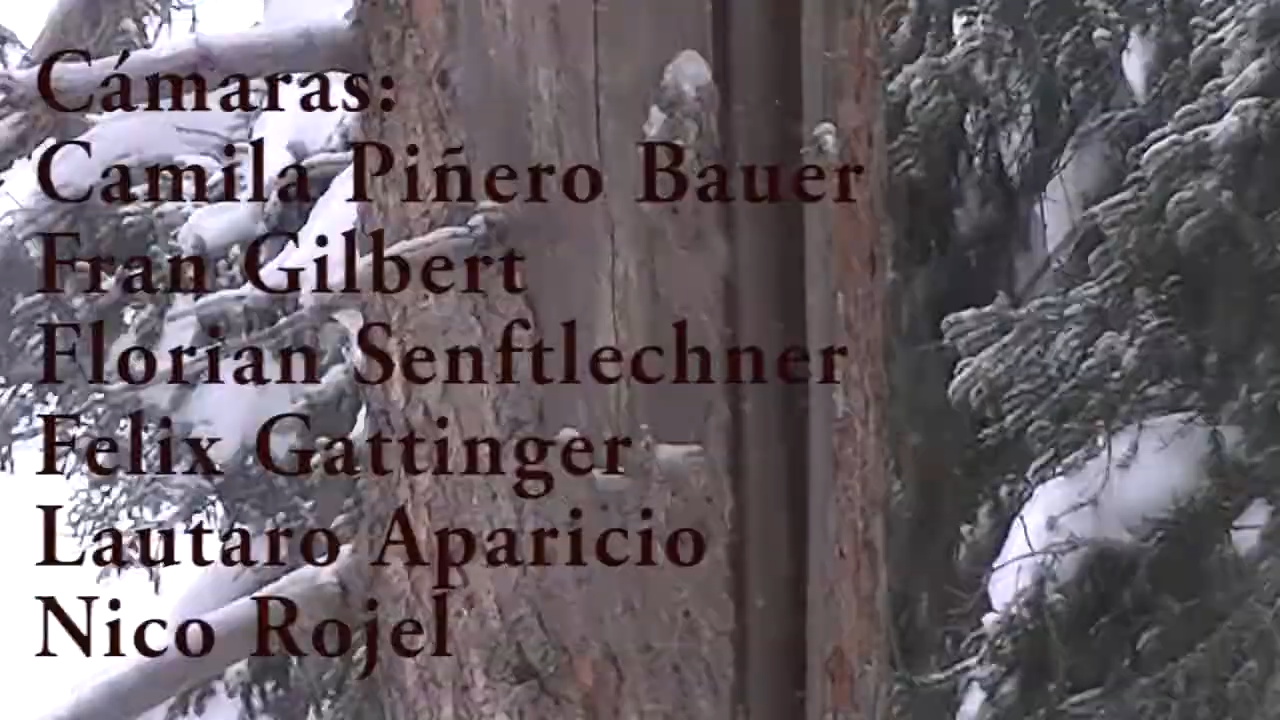 Cámaras:
Camila Piñero Bauer
Fran Gilbert
Florian Senftlechner
Felix Gattinger
Lautaro Aparicio
Nico Rojel